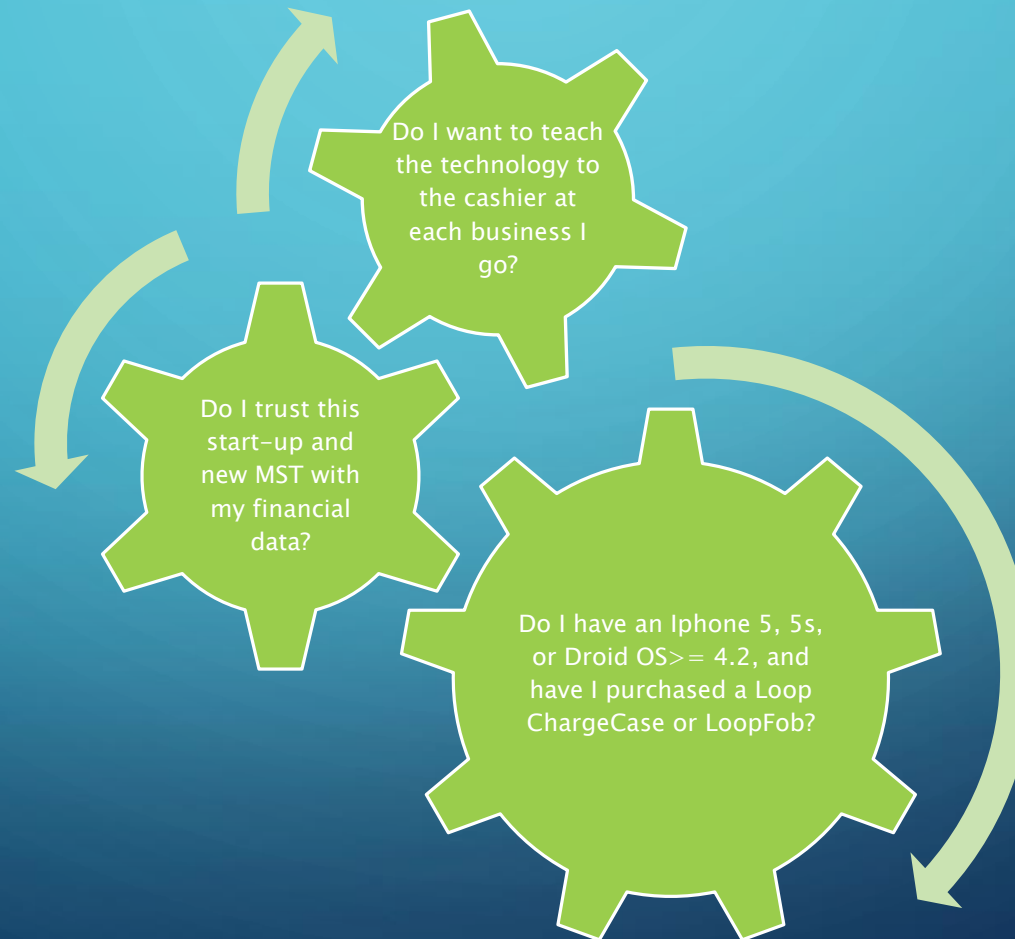 Do I want to teach
the technology to
the cashier at
each business I
go?
Do I trust this
start-up and
new MST with
my financial
data?
Do I have an Iphone 5, 5s,
or Droid OS>= 4.2, and
have I purchased a Loop
ChargeCase or LoopFob?